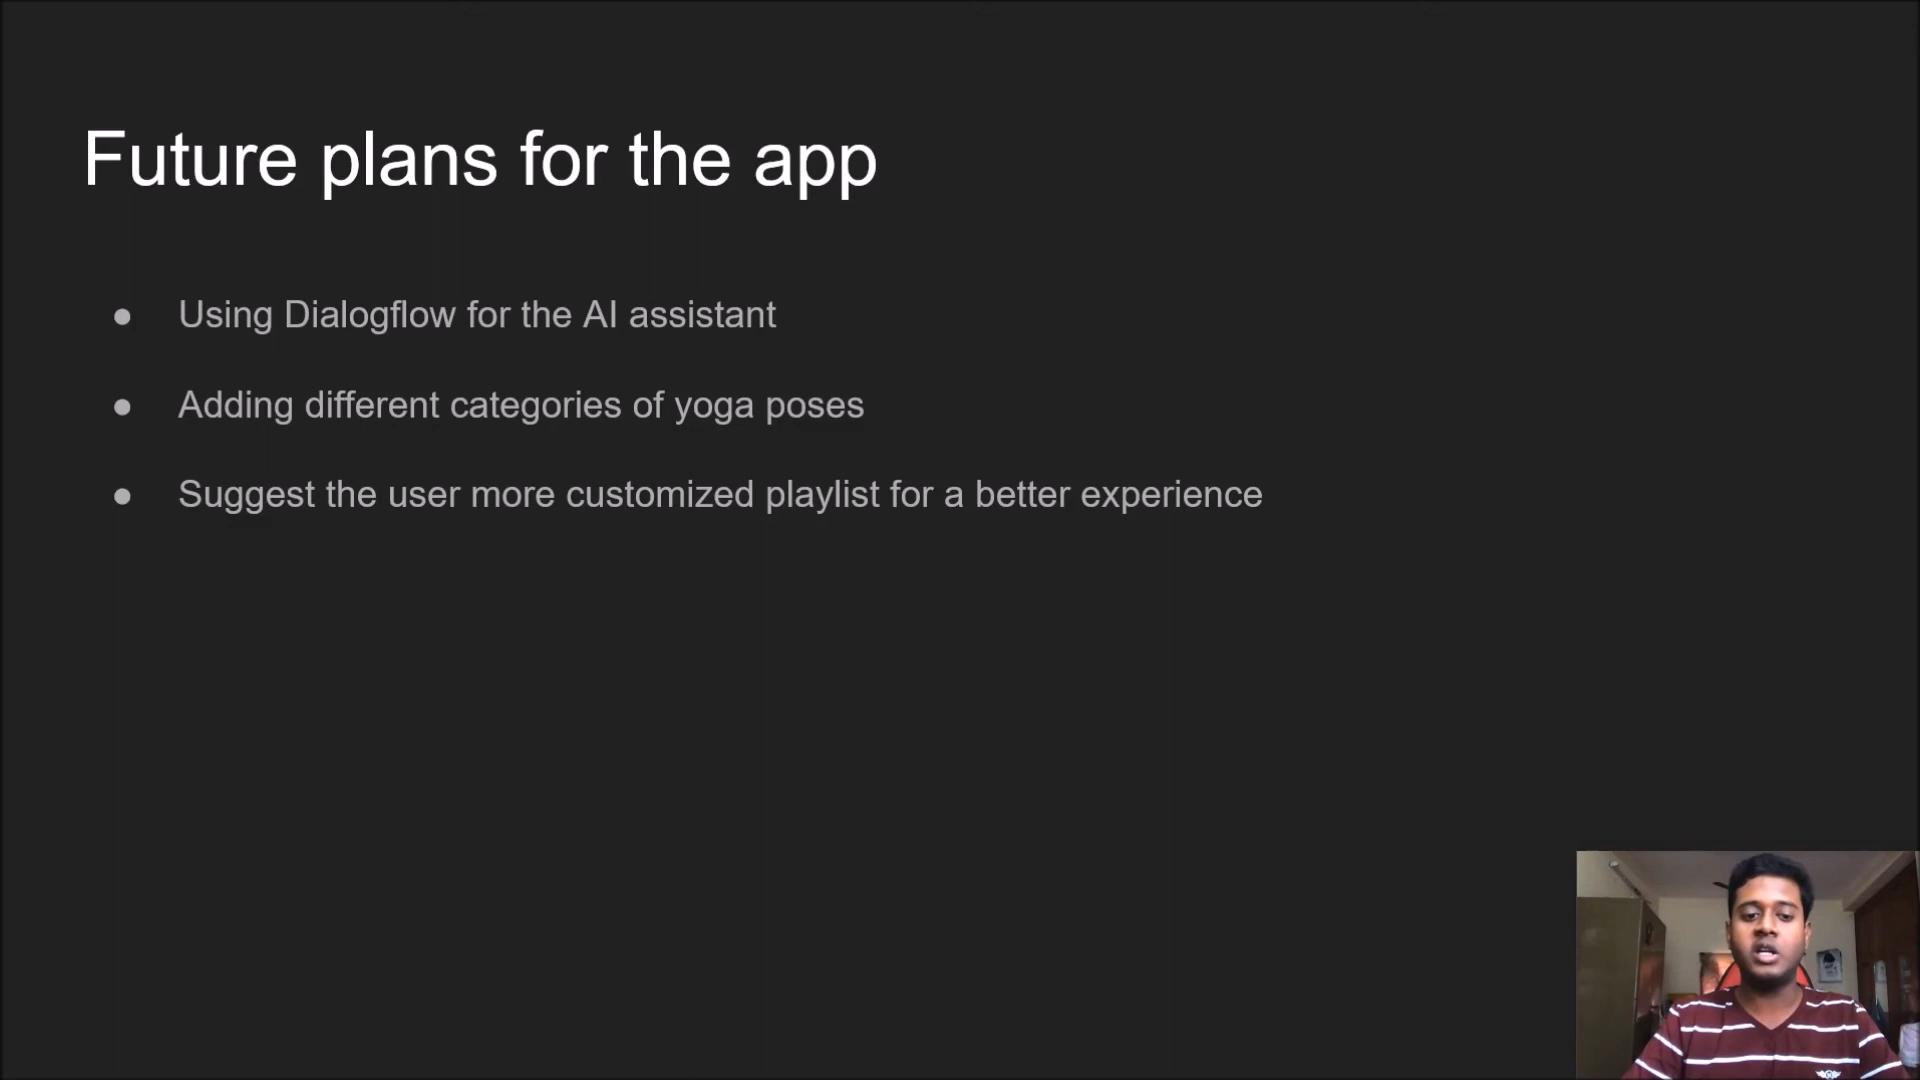 Future plans for the app
● Using Dialogflow for the AI assistant
● Adding different categories of yoga poses
● Suggest the user more customized playlist for a better experience